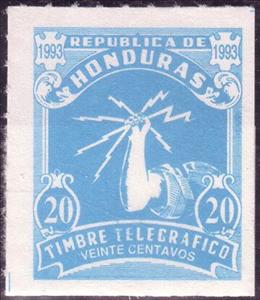 REPUBLICA DE
1993 1993
HONDURAS
20 20
TIMBRE TELEGRAFICO
VEINTE CENTAVOS